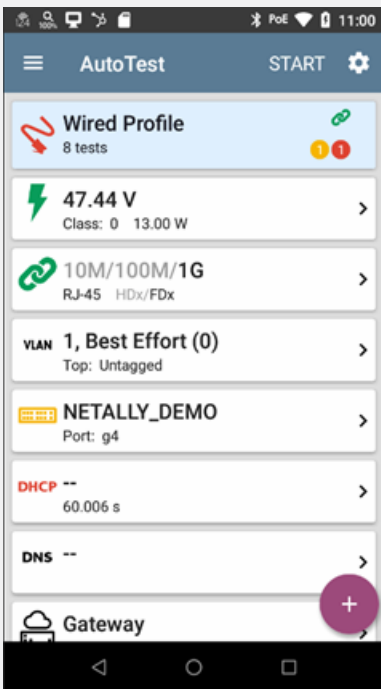 24 100% PoE 11:00
AutoTest START
Wired Profile
8 tests
1 1
47.44 V
Class: 0 13.00 W
10M/100M/1G
RJ-45 HDx/FDx
VLAN 1, Best Effort (0)
Top: Untagged
NETALLY_DEMO
Port: g4
DHCP --
60.006 s
DNS --
Gateway